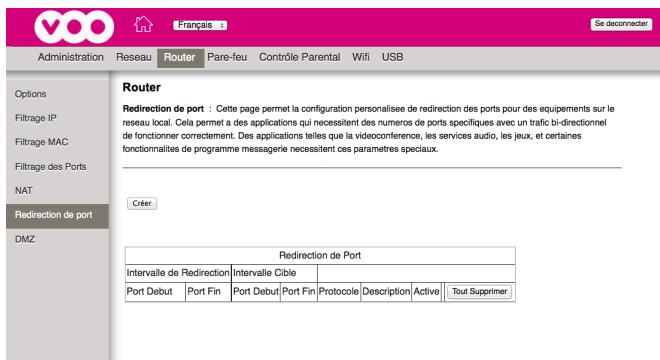 VOO
Français
Se deconnecter
Administration Reseau Router Pare-feu Contrôle Parental Wifi USB
Options
Filtrage IP
Filtrage MAC
Filtrage des Ports
NAT
Redirection de port
DMZ
Router
Redirection de port : Cette page permet la configuration personalisee de redirection des ports pour des equipements sur le
reseau local. Cela permet a des applications qui necessitent des numeros de ports specifiques avec un trafic bi-directionnel
de fonctionner correctement. Des applications telles que la videoconference, les services audio, les jeux, et certaines
fonctionnalites de programme messagerie necessitent ces parametres speciaux.
Créer
Redirection de Port
Intervalle de Redirection Intervalle Cible
Port Debut Port Fin Port Debut Port Fin Protocole Description Active Tout Supprimer